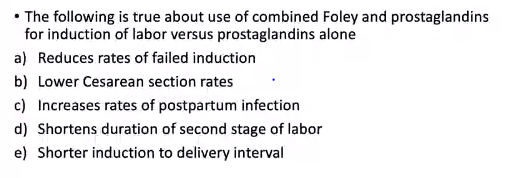 • The following is true about use of combined Foley and prostaglandins
for induction of labor versus prostaglandins alone
a) Reduces rates of failed induction
b) Lower Cesarean section rates
c) Increases rates of postpartum infection
d) Shortens duration of second stage of labor
e) Shorter induction to delivery interval